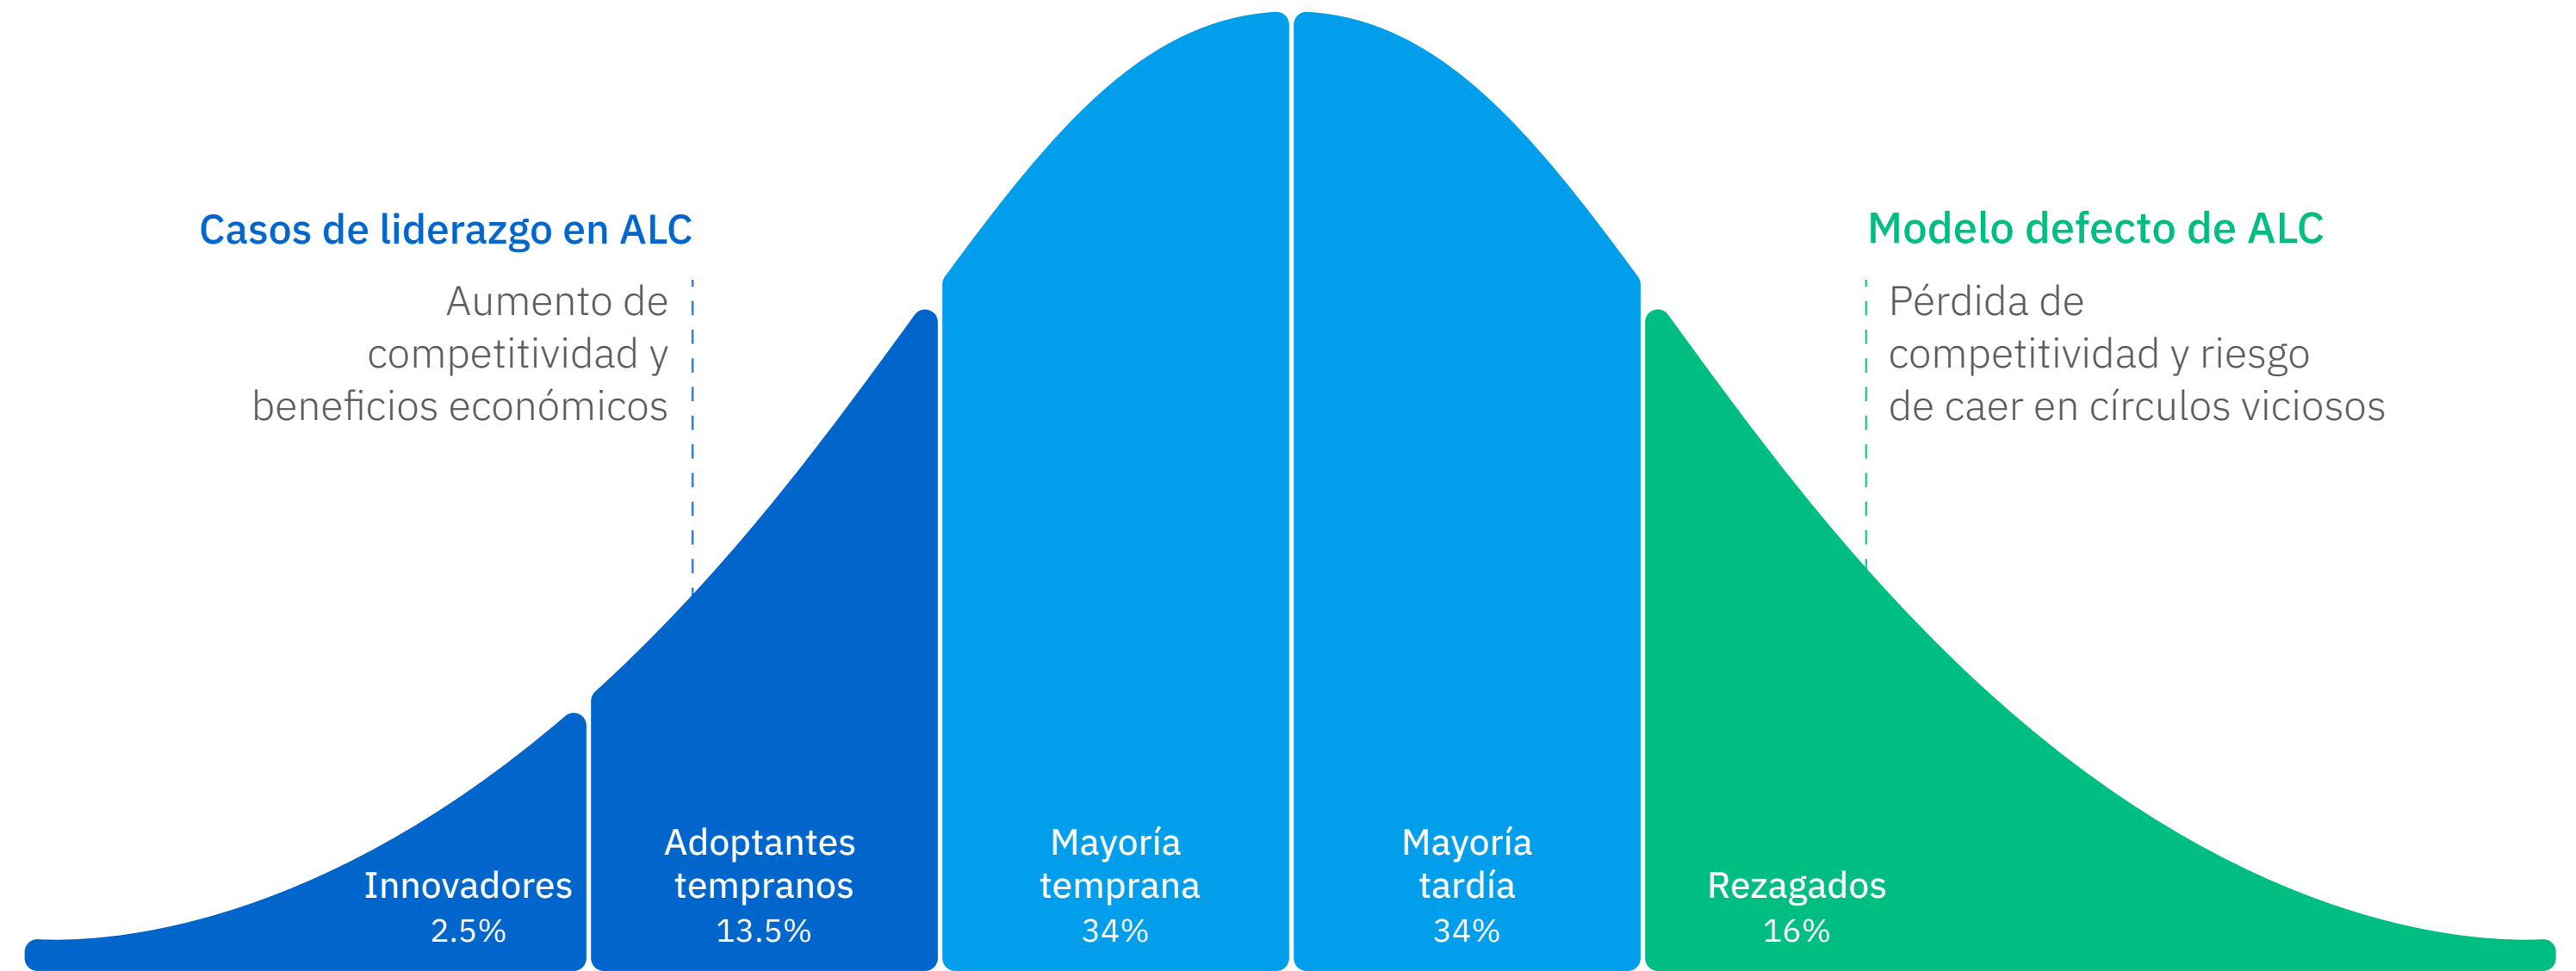 Casos de liderazgo en ALC
Aumento de
competitividad y
beneficios económicos
Modelo defecto de ALC
Pérdida de
competitividad y riesgo
de caer en círculos viciosos
Innovadores
2.5%
Adoptantes
tempranos
13.5%
Mayoría
temprana
34%
Mayoría
tardía
34%
Rezagados
16%